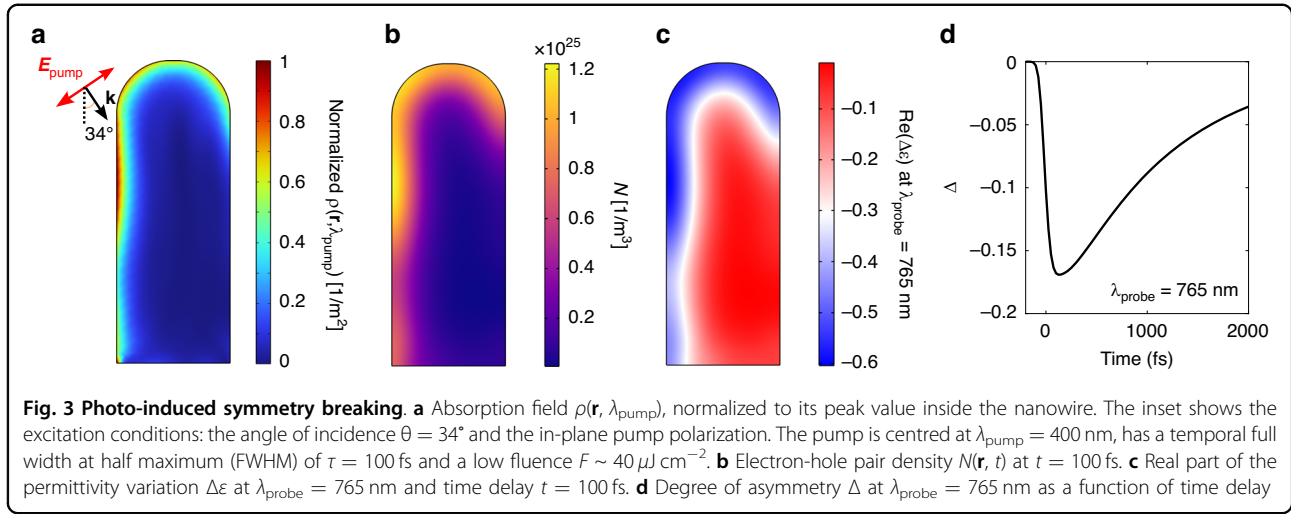 a
E_pump
k
34°
1
0.8
0.6
0.4
0.2
0
Normalized ρ(r,λ_pump) [1/m²]
b
×10²⁵
1.2
1
0.8
0.6
0.4
0.2
N [1/m³]
c
−0.1
−0.2
−0.3
−0.4
−0.5
−0.6
Re(Δε) at λ_probe = 765 nm
d
0
−0.05
−0.1
−0.15
−0.2
Δ
λ_probe = 765 nm
0
1000
2000
Time (fs)
Fig. 3 Photo-induced symmetry breaking. a Absorption field ρ(r, λ_pump), normalized to its peak value inside the nanowire. The inset shows the
excitation conditions: the angle of incidence θ = 34° and the in-plane pump polarization. The pump is centred at λ_pump = 400 nm, has a temporal full
width at half maximum (FWHM) of τ = 100 fs and a low fluence F ~ 40 μJ cm⁻². b Electron-hole pair density N(r, t) at t = 100 fs. c Real part of the
permittivity variation Δε at λ_probe = 765 nm and time delay t = 100 fs. d Degree of asymmetry Δ at λ_probe = 765 nm as a function of time delay